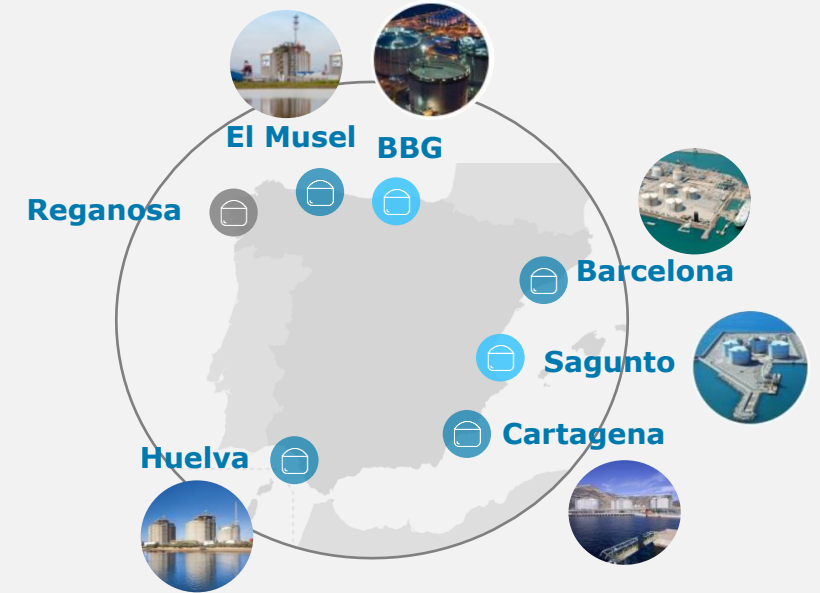 El Musel
BBG
Reganosa
Barcelona
Sagunto
Cartagena
Huelva